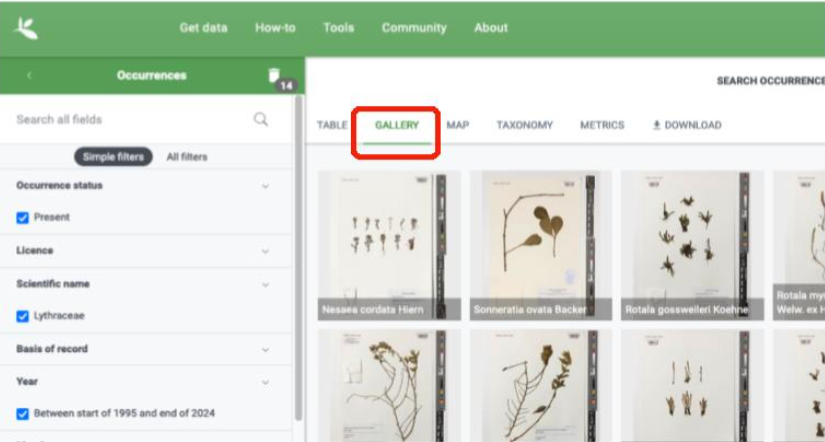 Get data How-to Tools Community About
Occurrences 14
SEARCH OCCURRENCE
Search all fields
TABLE GALLERY MAP TAXONOMY METRICS DOWNLOAD
Simple filters All filters
Occurrence status
Present
Licence
Scientific name
Nesaea cordata Hiern Sonneratia ovata Backer Rotala gossweileri Koehne Rotala my
Welw. ex H
Lythraceae
Basis of record
Year
Between start of 1995 and end of 2024